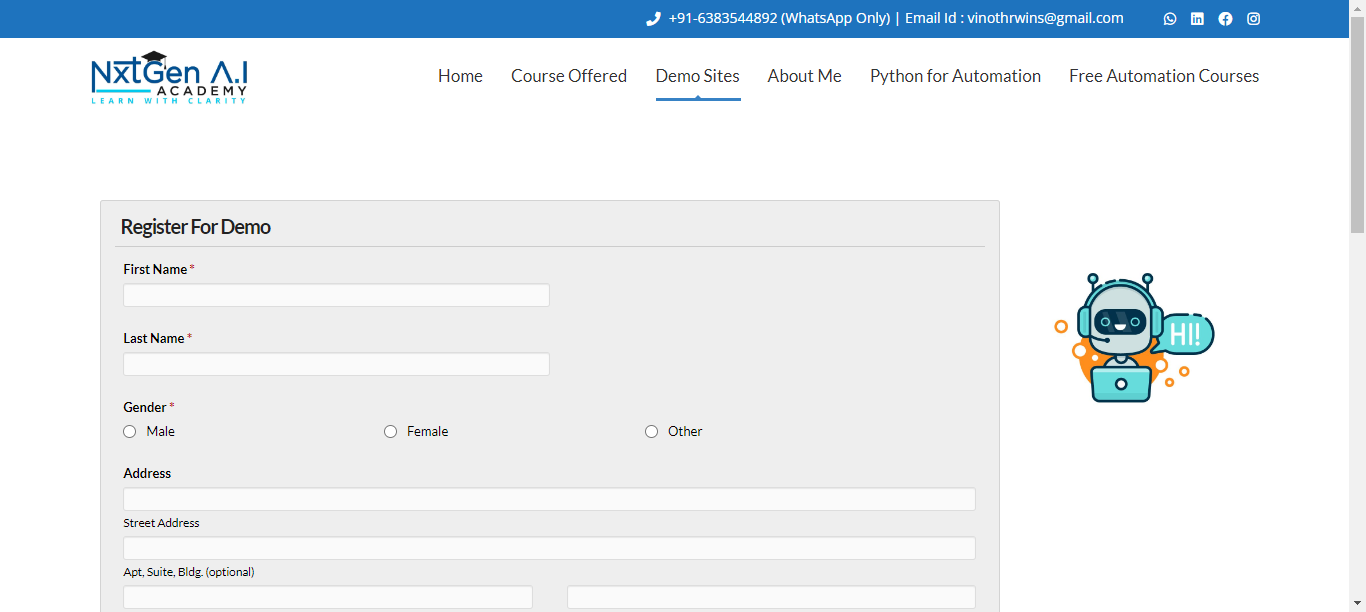 +91-6383544892 (WhatsApp Only) | Email Id : vinothrwins@gmail.com
NxtGen A.I
ACADEMY
LEARN WITH CLARITY
Home Course Offered Demo Sites About Me Python for Automation Free Automation Courses
Register For Demo
First Name *
Last Name *
Gender *
Male Female Other
Address
Street Address
Apt, Suite, Bldg. (optional)
HI!